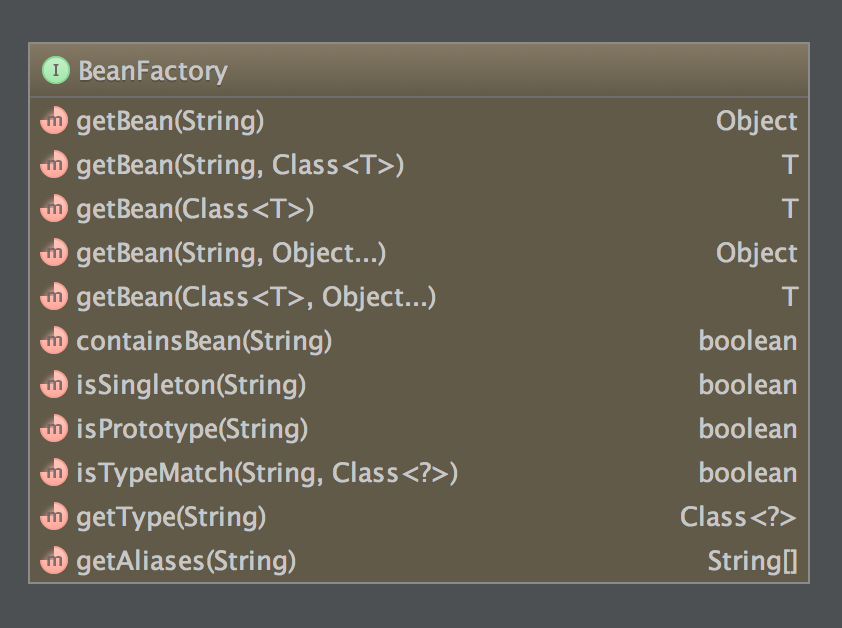 I BeanFactory
m getBean(String) Object
m getBean(String, Class<T>) T
m getBean(Class<T>) T
m getBean(String, Object...) Object
m getBean(Class<T>, Object...) T
m containsBean(String) boolean
m isSingleton(String) boolean
m isPrototype(String) boolean
m isTypeMatch(String, Class<?>) boolean
m getType(String) Class<?>
m getAliases(String) String[]